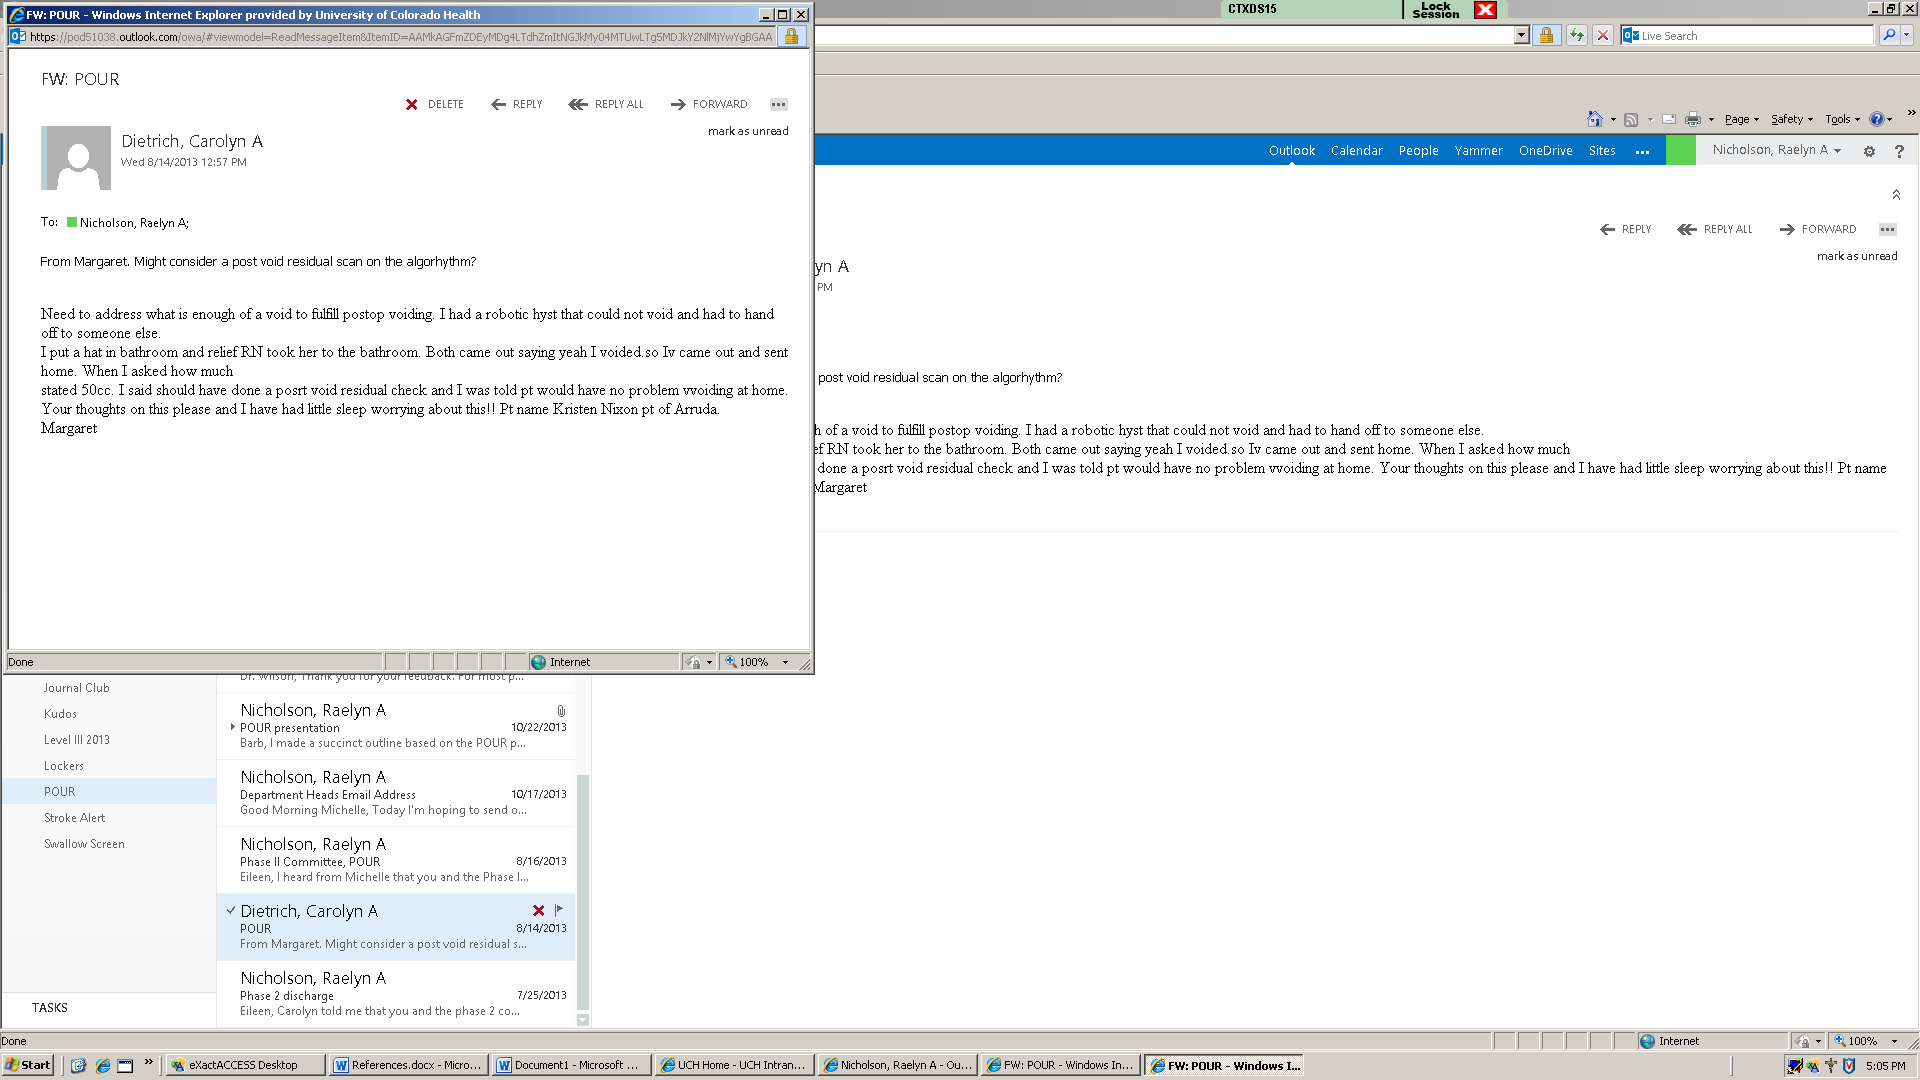 FW: POUR - Windows Internet Explorer provided by University of Colorado Health
https://pod51038.outlook.com/owa/#viewmodel=ReadMessageItem&ItemID=
FW: POUR
DELETE REPLY REPLY ALL FORWARD ...
mark as unread
Dietrich, Carolyn A
Wed 8/14/2013 12:57 PM
To: Nicholson, Raelyn A;
From Margaret. Might consider a post void residual scan on the algorhythm?
Need to address what is enough of a void to fulfill postop voiding. I had a robotic hyst that could not void and had to hand
off to someone else.
I put a hat in bathroom and relief RN took her to the bathroom. Both came out saying yeah I voided.so Iv came out and sent
home. When I asked how much
stated 50cc. I said should have done a posrt void residual check and I was told pt would have no problem vvoiding at home.
Your thoughts on this please and I have had little sleep worrying about this!! Pt name Kristen Nixon pt of Arruda.
Margaret
Done Internet 100%
CTXDS15 Lock
Session
Live Search
Page Safety Tools »
Outlook Calendar People Yammer OneDrive Sites ... Nicholson, Raelyn A ?
REPLY REPLY ALL FORWARD ...
mark as unread
yn A
PM
post void residual scan on the algorhythm?
h of a void to fulfill postop voiding. I had a robotic hyst that could not void and had to hand off to someone else.
ef RN took her to the bathroom. Both came out saying yeah I voided.so Iv came out and sent home. When I asked how much
done a posrt void residual check and I was told pt would have no problem vvoiding at home. Your thoughts on this please and I have had little sleep worrying about this!! Pt name
Margaret
Journal Club
Kudos
Level III 2013
Lockers
POUR
Stroke Alert
Swallow Screen
TASKS
Dr. Wilson, Thank you for your feedback. For most p...
Nicholson, Raelyn A
POUR presentation 10/22/2013
Barb, I made a succinct outline based on the POUR p...
Nicholson, Raelyn A
Department Heads Email Address 10/17/2013
Good Morning Michelle, Today I'm hoping to send o...
Nicholson, Raelyn A
Phase II Committee, POUR 8/16/2013
Eileen, I heard from Michelle that you and the Phase I...
Dietrich, Carolyn A
POUR 8/14/2013
From Margaret. Might consider a post void residual s...
Nicholson, Raelyn A
Phase 2 discharge 7/25/2013
Eileen, Carolyn told me that you and the phase 2 co...
Done Internet 100%
Start » eXactACCESS Desktop References.docx - Micro... Document1 - Microsoft ... UCH Home - UCH Intran... Nicholson, Raelyn A - Ou... FW: POUR - Windows In... FW: POUR - Windows I... 5:05 PM